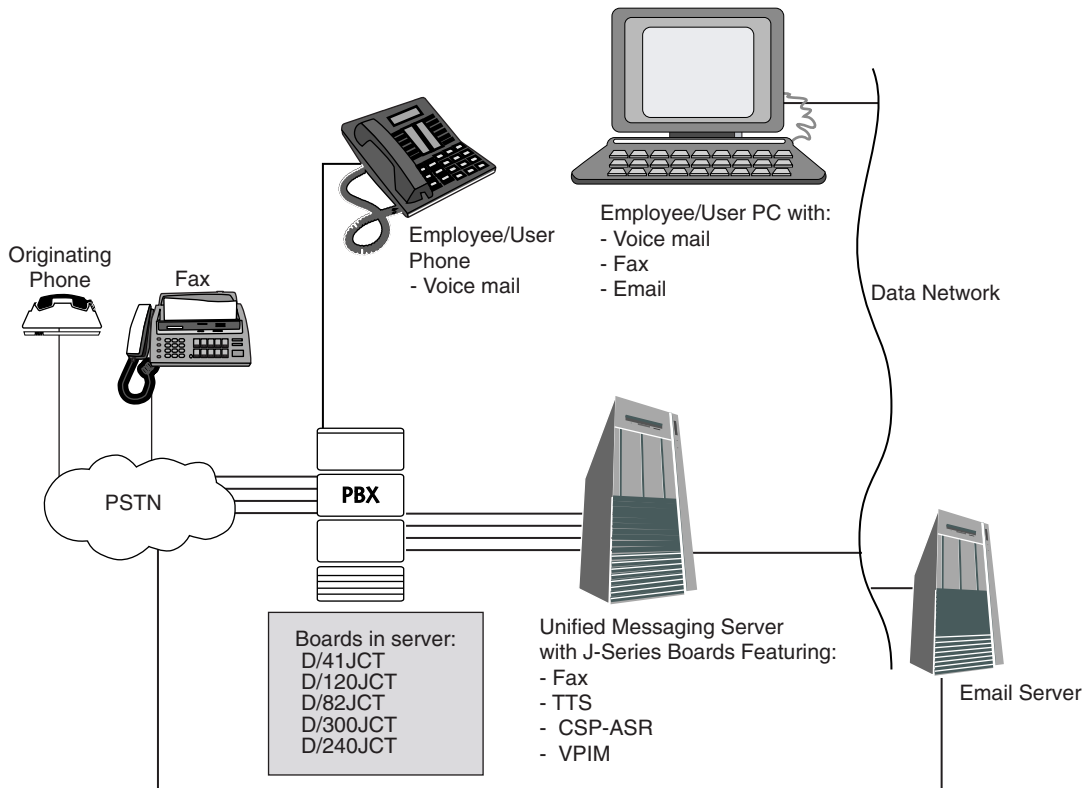 Employee/User PC with:
- Voice mail
- Fax
- Email
Employee/User
Phone
- Voice mail
Originating
Phone
Fax
Data Network
PSTN
PBX
Boards in server:
D/41JCT
D/120JCT
D/82JCT
D/300JCT
D/240JCT
Unified Messaging Server
with J-Series Boards Featuring:
- Fax
- TTS
- CSP-ASR
- VPIM
Email Server